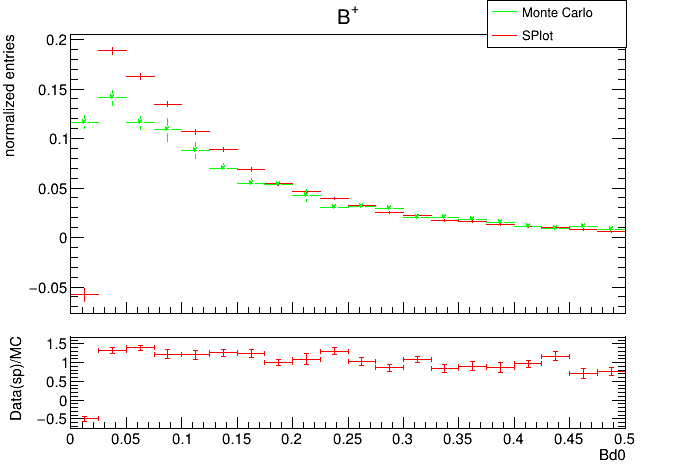 B+
Monte Carlo
SPlot
normalized entries
0.2
0.15
0.1
0.05
0
−0.05
Data(sp)/MC
1.5
1
0.5
0
−0.5
0 0.05 0.1 0.15 0.2 0.25 0.3 0.35 0.4 0.45 0.5
Bd0